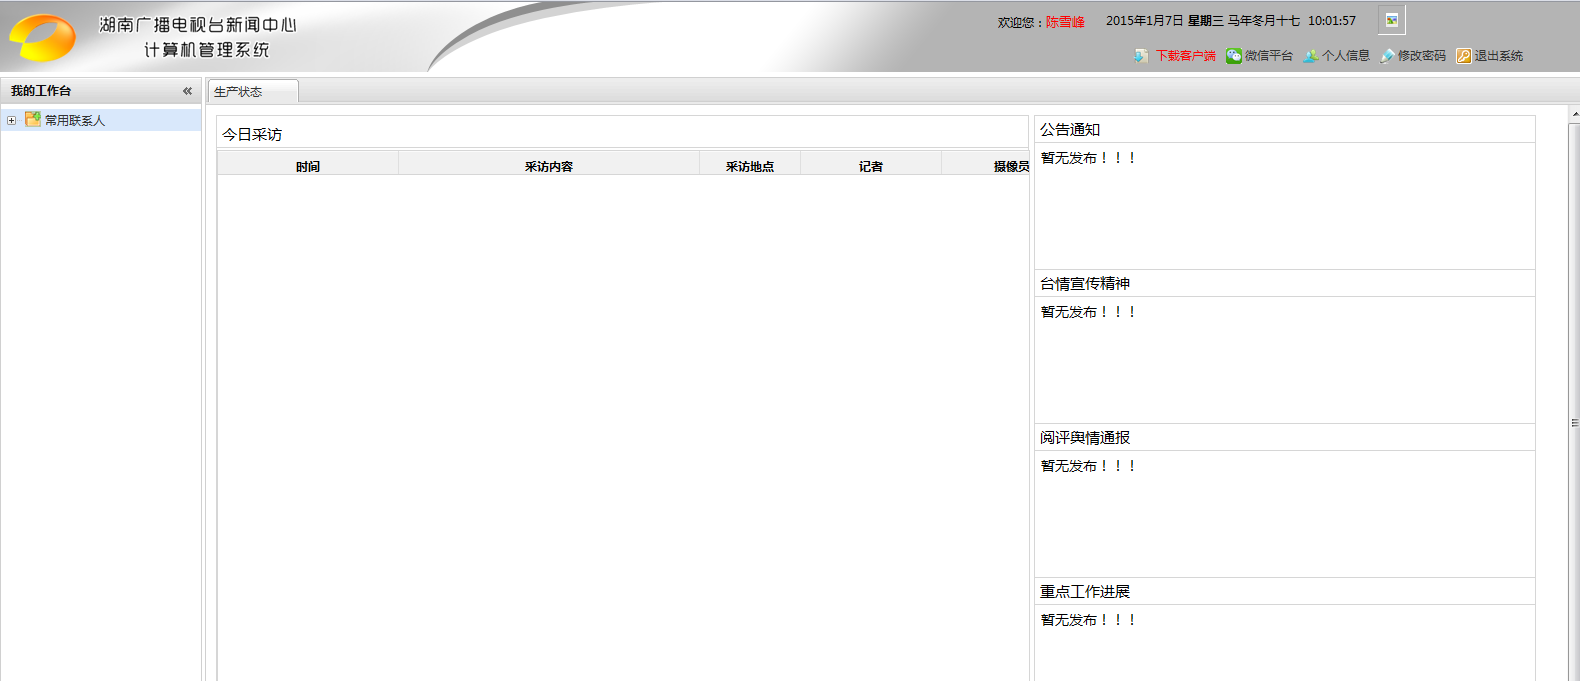 湖南广播电视台新闻中心
计算机管理系统
欢迎您：陈雪峰 2015年1月7日 星期三 马年冬月十七 10:01:57
下载客户端 微信平台 个人信息 修改密码 退出系统
我的工作台
常用联系人
生产状态
今日采访
时间 采访内容 采访地点 记者 摄像员
公告通知
暂无发布！！！
台情宣传精神
暂无发布！！！
阅评舆情通报
暂无发布！！！
重点工作进展
暂无发布！！！